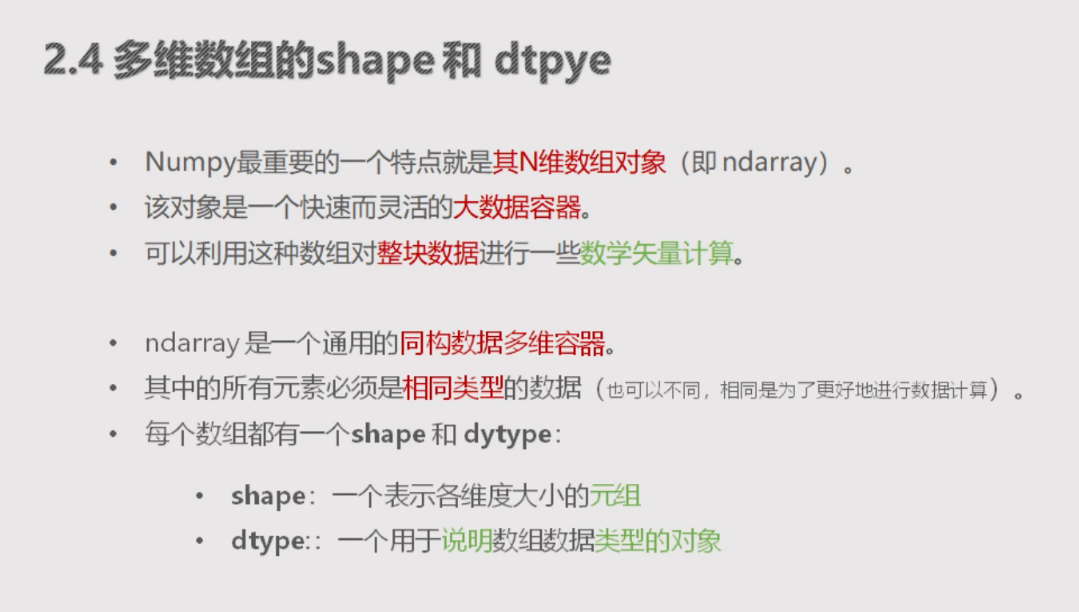 2.4 多维数组的shape 和 dtpye
• Numpy最重要的一个特点就是其N维数组对象（即 ndarray）。
• 该对象是一个快速而灵活的大数据容器。
• 可以利用这种数组对整块数据进行一些数学矢量计算。
• ndarray 是一个通用的同构数据多维容器。
• 其中的所有元素必须是相同类型的数据（也可以不同，相同是为了更好地进行数据计算）。
• 每个数组都有一个shape 和 dytype：
• shape：一个表示各维度大小的元组
• dtype:：一个用于说明数组数据类型的对象